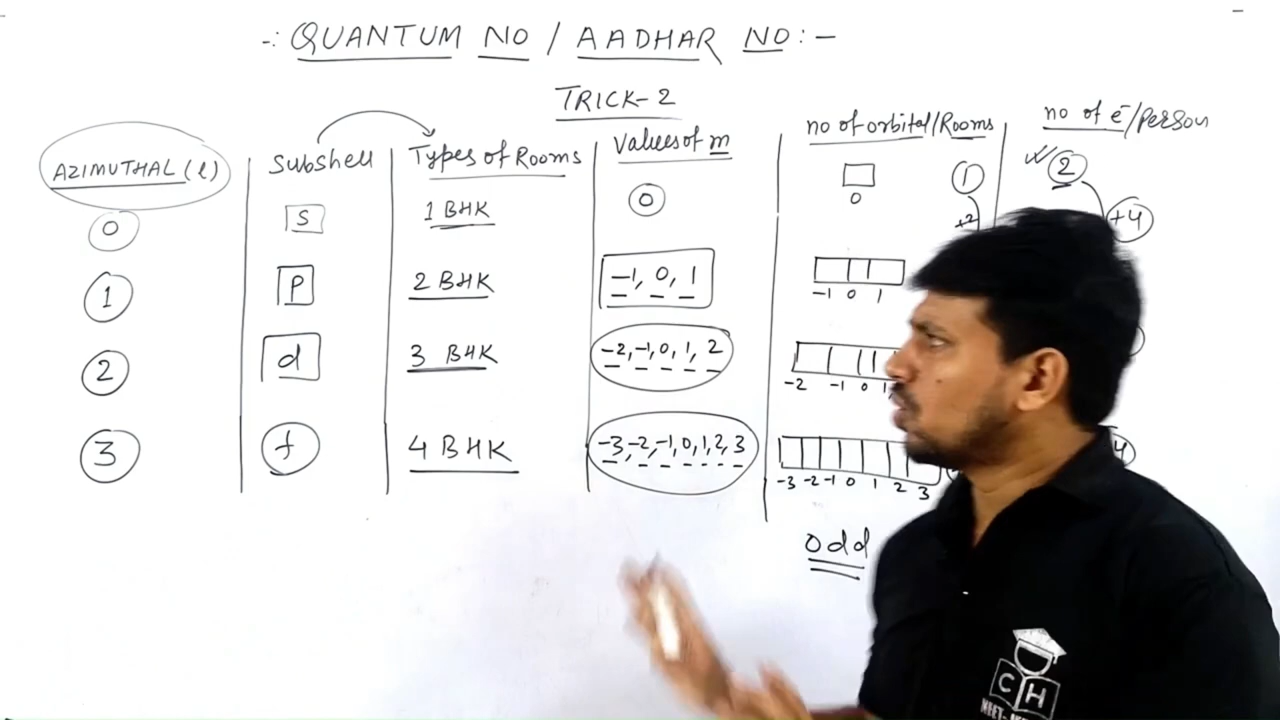 -: QUANTUM NO / AADHAR NO : -
TRICK-2
AZIMUTHAL (l) Subshell Types of Rooms Values of m no of orbital/Rooms no of e-/Person
0 S 1 BHK 0 0 1 2
+2 +4
1 P 2 BHK -1, 0, 1 -1 0 1
2 d 3 BHK -2,-1,0,1,2 -2 -1 0 1
3 f 4 BHK -3,-2,-1,0,1,2,3 -3 -2 -1 0 1 2 3
Odd
C H